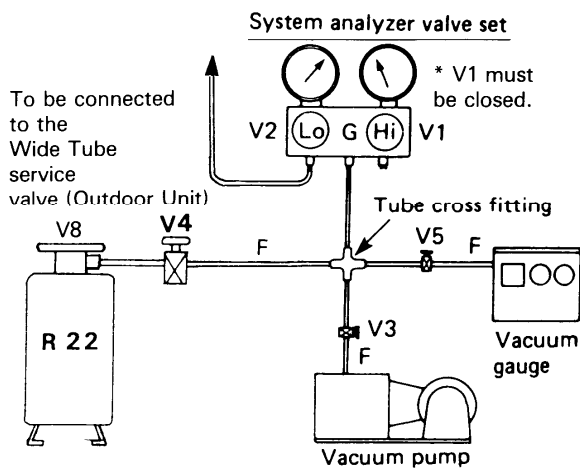 System analyzer valve set
* V1 must
be closed.
To be connected
to the
Wide Tube
service
valve (Outdoor Unit)
V2
Lo
G
Hi
V1
Tube cross fitting
V8
V4
F
V5
F
R 22
V3
F
Vacuum
gauge
Vacuum pump